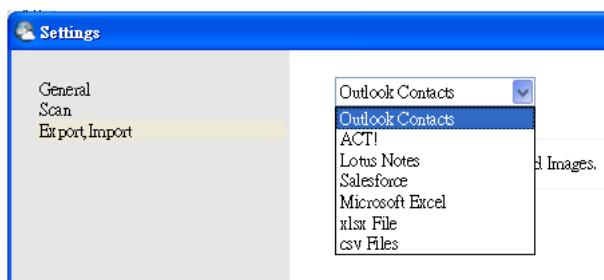 Settings
General
Scan
Export,Import
Outlook Contacts
Outlook Contacts
ACT!
Lotus Notes
d Images.
Salesforce
Microsoft Excel
xlsx File
csv Files